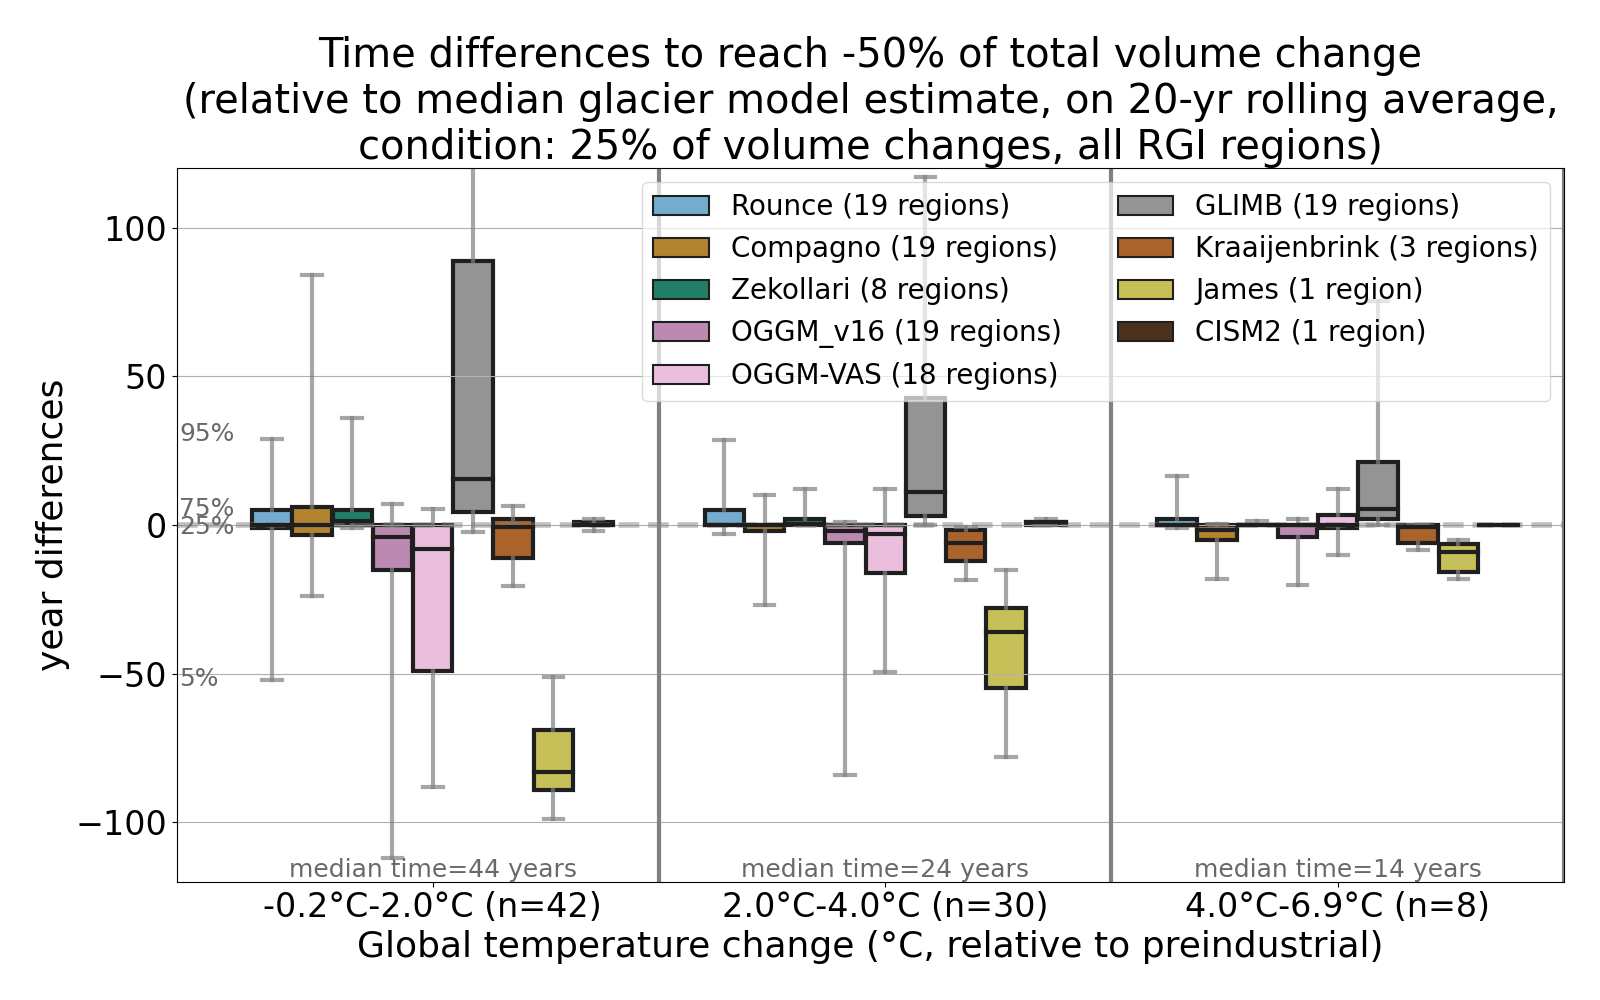 Time differences to reach -50% of total volume change
(relative to median glacier model estimate, on 20-yr rolling average,
condition: 25% of volume changes, all RGI regions)
Rounce (19 regions)
Compagno (19 regions)
Zekollari (8 regions)
OGGM_v16 (19 regions)
OGGM-VAS (18 regions)
GLIMB (19 regions)
Kraaijenbrink (3 regions)
James (1 region)
CISM2 (1 region)
year differences
100
50
0
−50
−100
95%
75%
25%
5%
median time=44 years
median time=24 years
median time=14 years
-0.2°C-2.0°C (n=42)
2.0°C-4.0°C (n=30)
4.0°C-6.9°C (n=8)
Global temperature change (°C, relative to preindustrial)